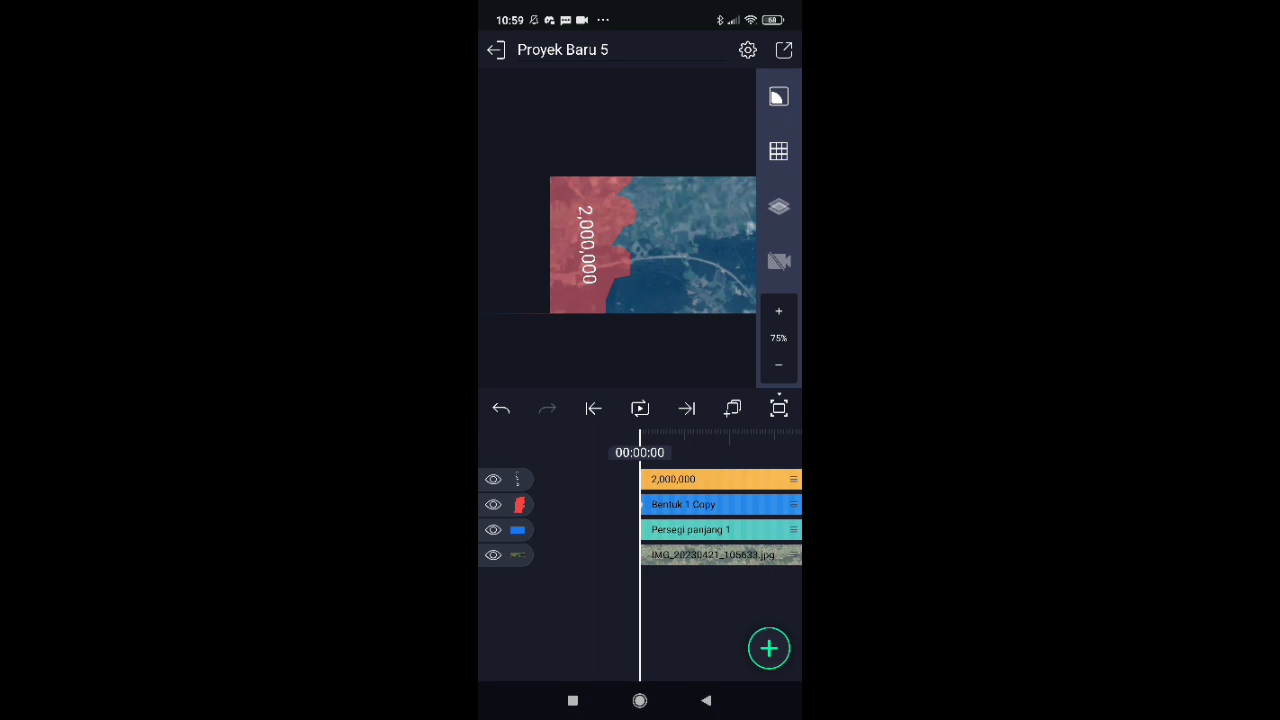 10:59
68
Proyek Baru 5
2,000,000
+
75%
−
00:00:00
2,000,000
Bentuk 1 Copy
Persegi panjang 1
IMG_20230421_105633.jpg